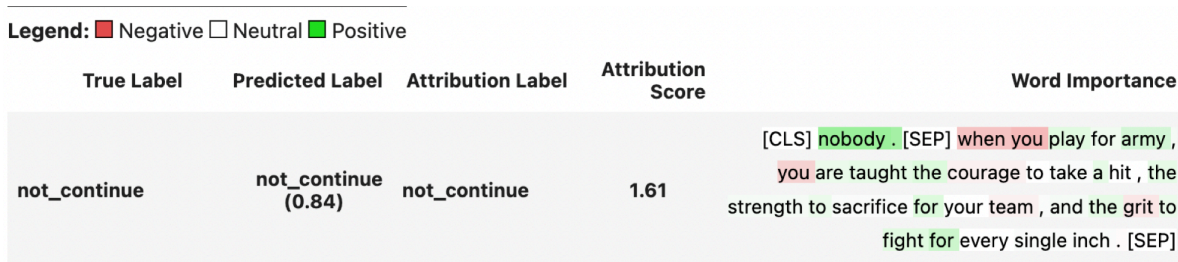 Legend: Negative Neutral Positive
True Label Predicted Label Attribution Label Attribution Score Word Importance
not_continue not_continue (0.84) not_continue 1.61
[CLS] nobody . [SEP] when you play for army ,
you are taught the courage to take a hit , the
strength to sacrifice for your team , and the grit to
fight for every single inch . [SEP]